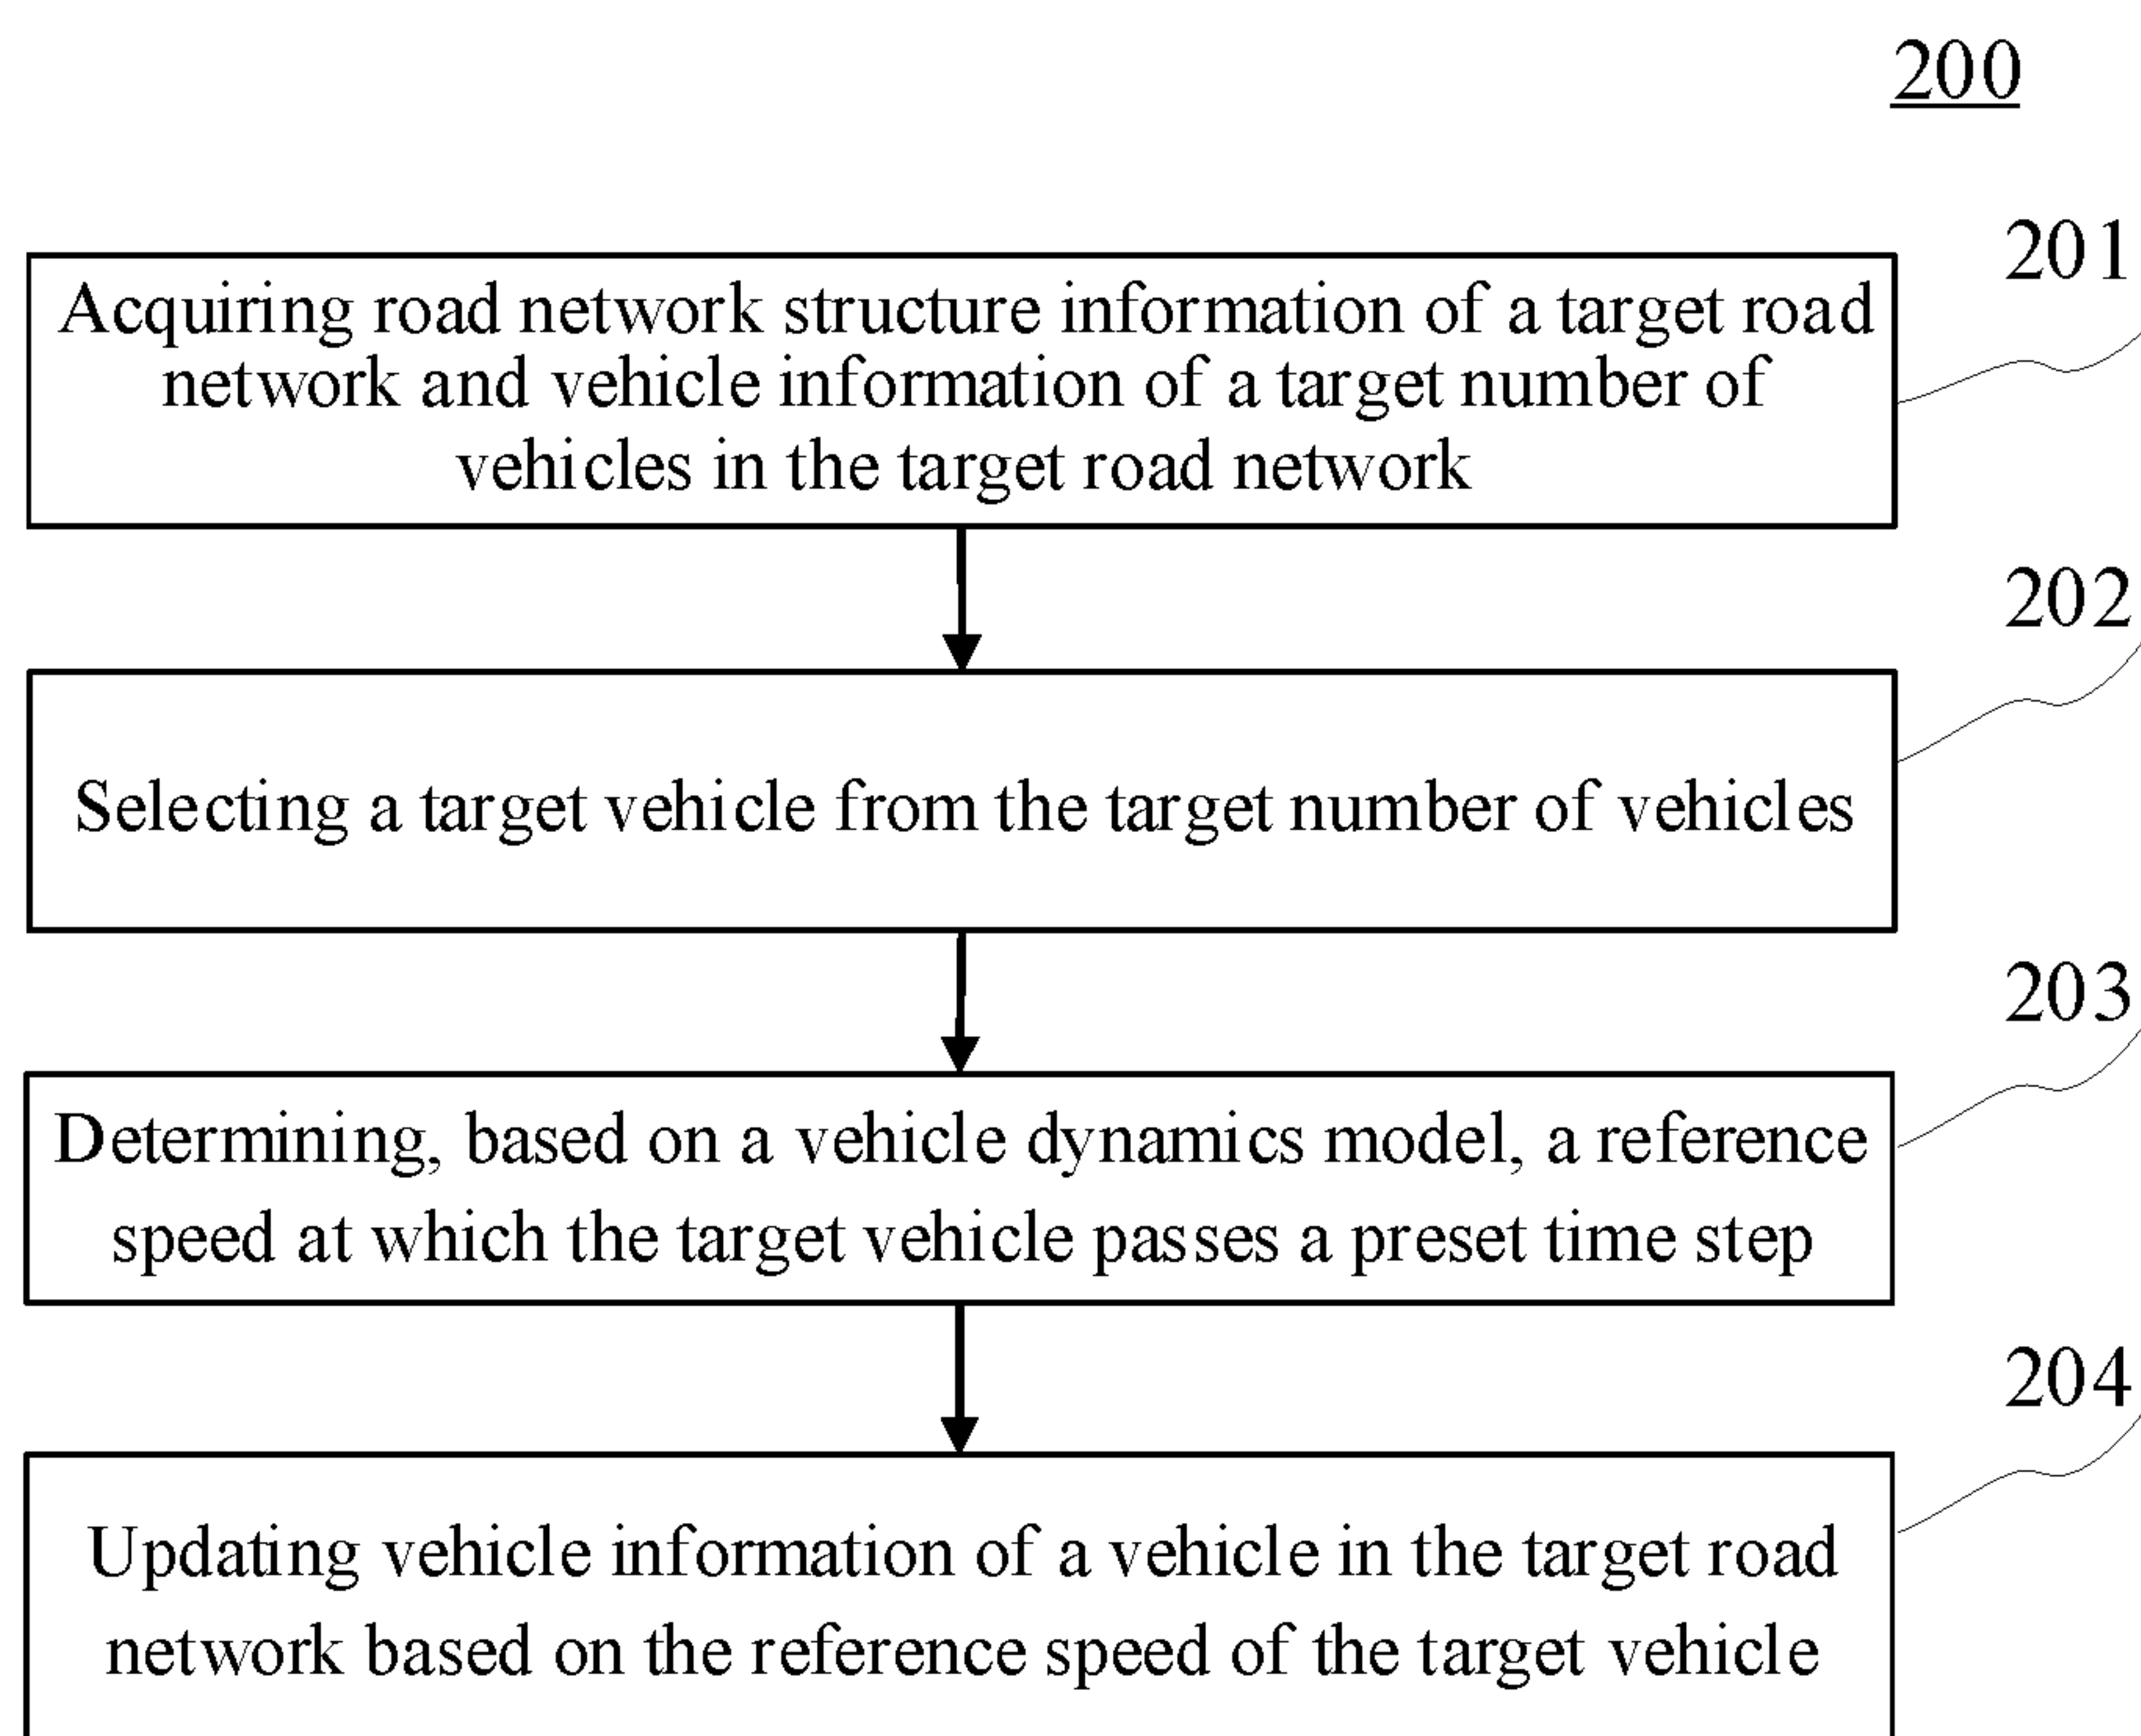 200
201
Acquiring road network structure information of a target road
network and vehicle information of a target number of
vehicles in the target road network
202
Selecting a target vehicle from the target number of vehicles
203
Determining, based on a vehicle dynamics model, a reference
speed at which the target vehicle passes a preset time step
204
Updating vehicle information of a vehicle in the target road
network based on the reference speed of the target vehicle